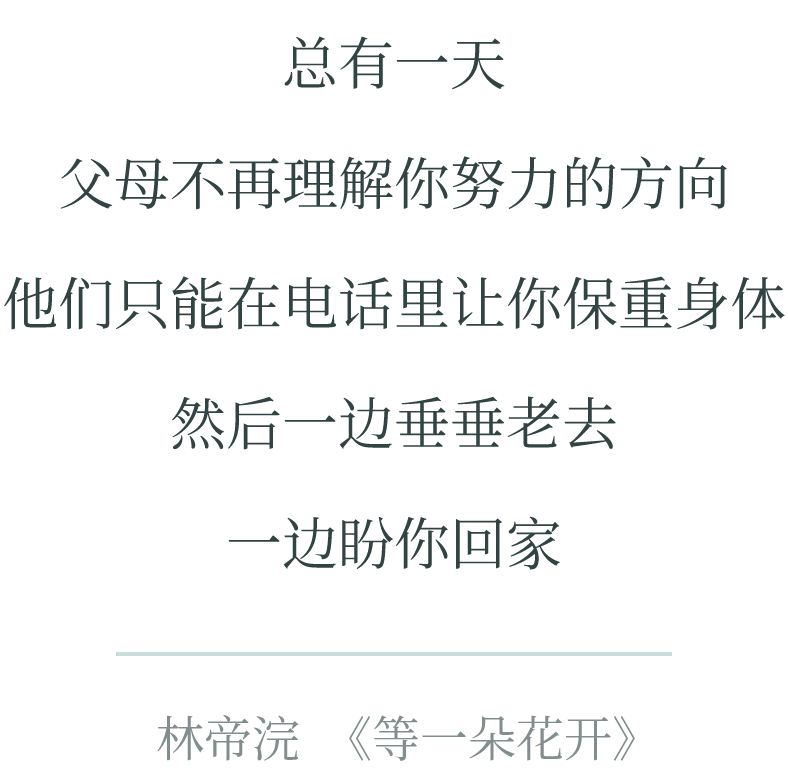 总有一天
父母不再理解你努力的方向
他们只能在电话里让你保重身体
然后一边垂垂老去
一边盼你回家
林帝浣 《等一朵花开》